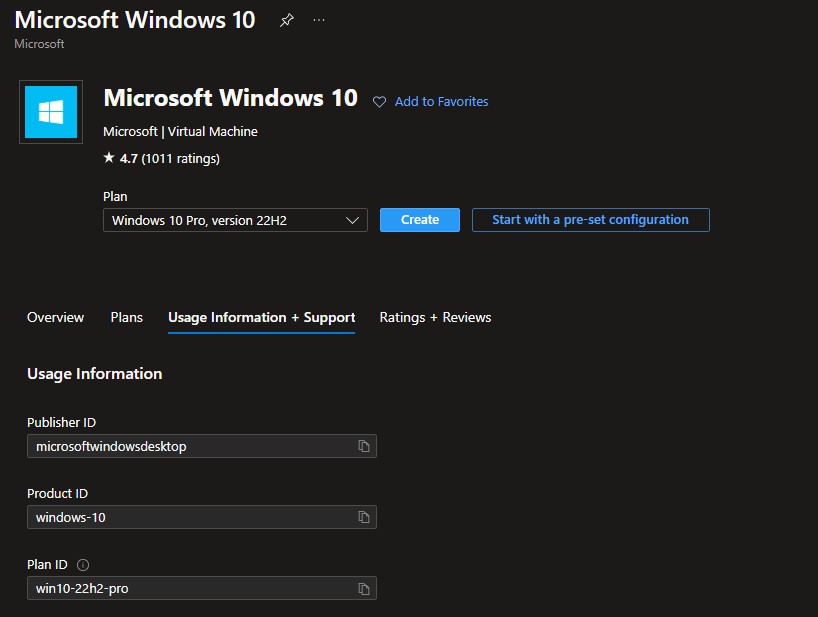 Microsoft Windows 10
Microsoft
Microsoft Windows 10
Add to Favorites
Microsoft | Virtual Machine
★ 4.7 (1011 ratings)
Plan
Windows 10 Pro, version 22H2
Create
Start with a pre-set configuration
Overview
Plans
Usage Information + Support
Ratings + Reviews
Usage Information
Publisher ID
microsoftwindowsdesktop
Product ID
windows-10
Plan ID
win10-22h2-pro